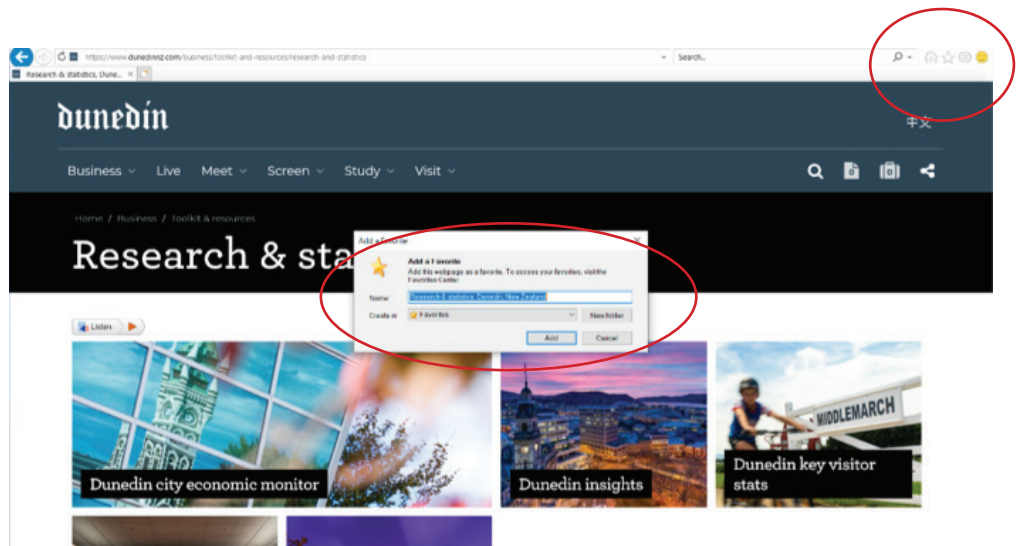 https://www.dunedinnz.com/business/toolkit-and-resources/research-and-statistics
Search...
Research & statistics, Dune...
dunedin
中文
Business Live Meet Screen Study Visit
Home / Business / Toolkit & resources
Research & sta
Add a Favorite
Add a Favorite
Add this webpage as a favorite. To access your favorites, visit the
Favorites Center.
Name: Research & statistics, Dunedin, New Zealand
Create in: Favorites New folder
Add Cancel
Listen
MIDDLEMARCH
Dunedin city economic monitor
Dunedin insights
Dunedin key visitor
stats